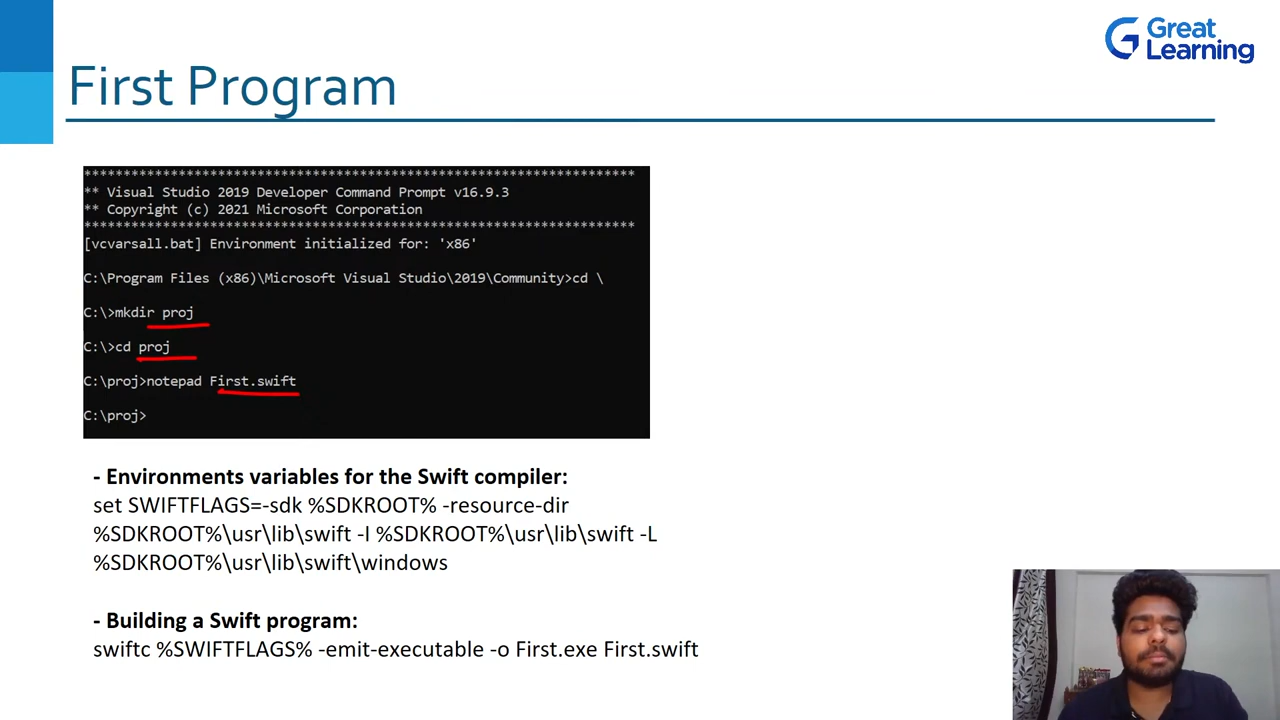 Great
Learning
First Program
**********************************************************************
** Visual Studio 2019 Developer Command Prompt v16.9.3
** Copyright (c) 2021 Microsoft Corporation
**********************************************************************
[vcvarsall.bat] Environment initialized for: 'x86'
C:\Program Files (x86)\Microsoft Visual Studio\2019\Community>cd \
C:\>mkdir proj
C:\>cd proj
C:\proj>notepad First.swift
C:\proj>
- Environments variables for the Swift compiler:
set SWIFTFLAGS=-sdk %SDKROOT% -resource-dir
%SDKROOT%\usr\lib\swift -I %SDKROOT%\usr\lib\swift -L
%SDKROOT%\usr\lib\swift\windows
- Building a Swift program:
swiftc %SWIFTFLAGS% -emit-executable -o First.exe First.swift